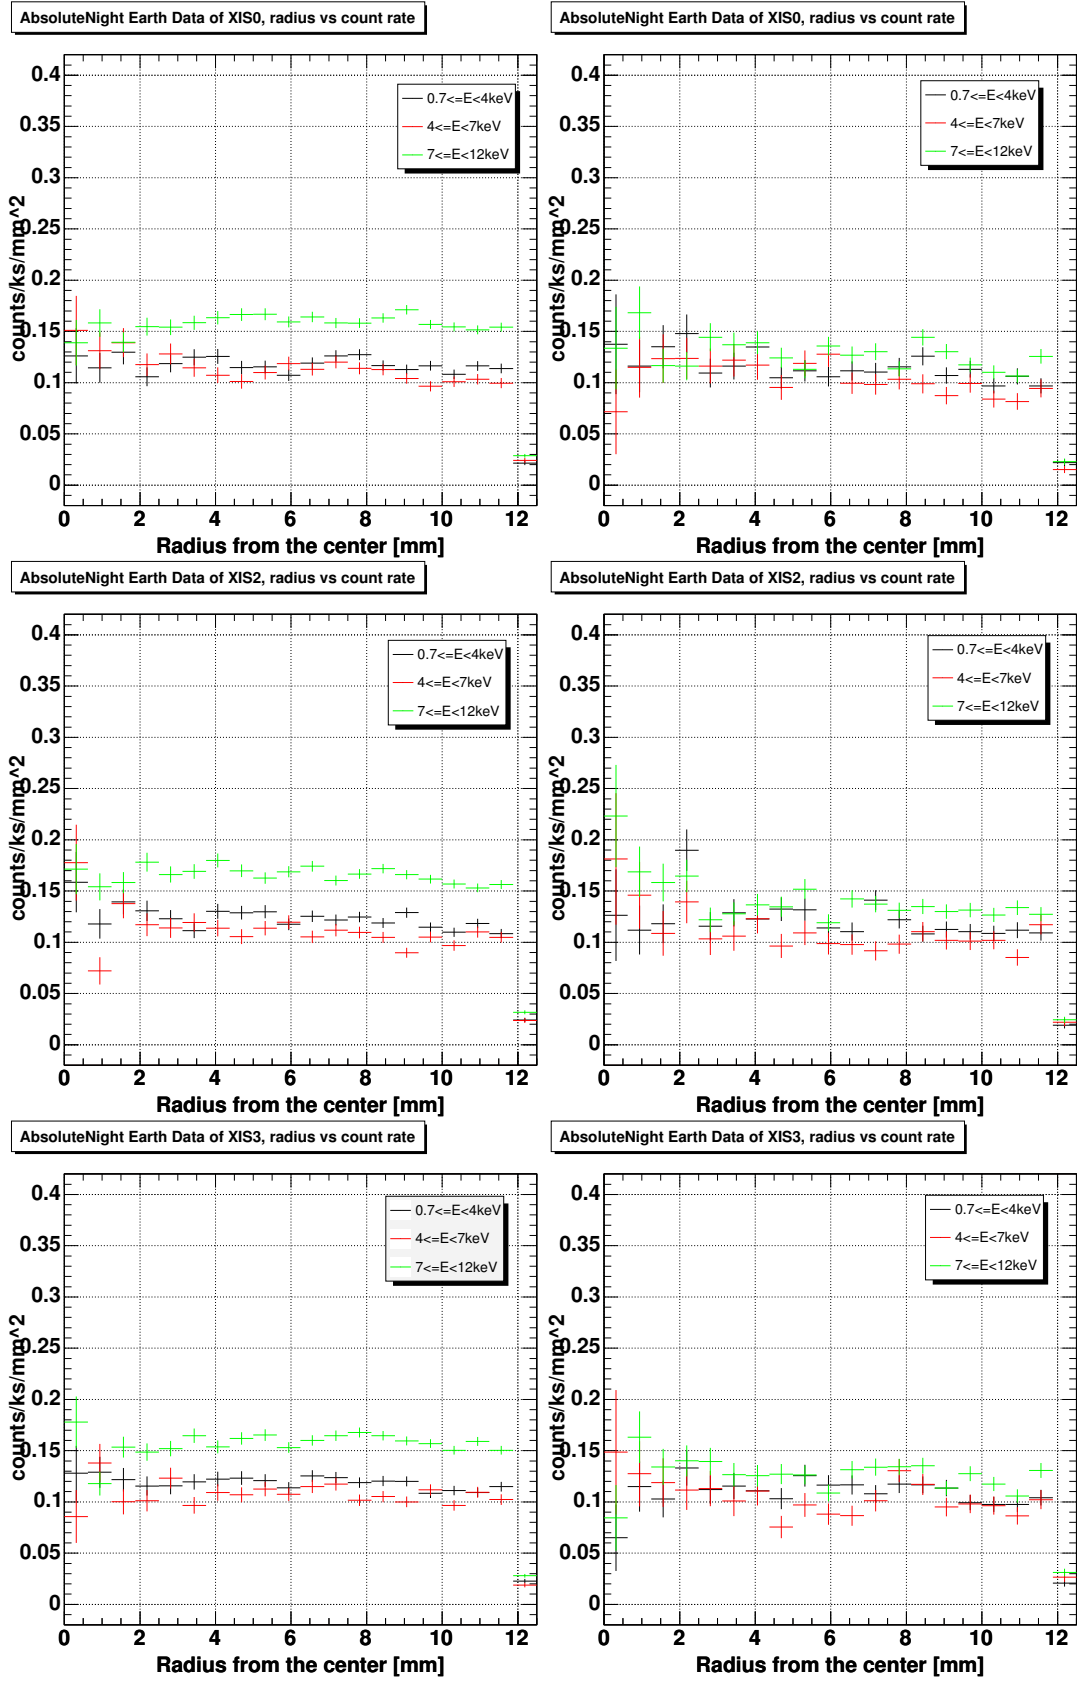 AbsoluteNight Earth Data of XIS0, radius vs count rate
counts/ks/mm^2
0.4
0.35
0.3
0.25
0.2
0.15
0.1
0.05
0
0.7<=E<4keV
4<=E<7keV
7<=E<12keV
0 2 4 6 8 10 12
Radius from the center [mm]
AbsoluteNight Earth Data of XIS0, radius vs count rate
counts/ks/mm^2
0.4
0.35
0.3
0.25
0.2
0.15
0.1
0.05
0
0.7<=E<4keV
4<=E<7keV
7<=E<12keV
0 2 4 6 8 10 12
Radius from the center [mm]
AbsoluteNight Earth Data of XIS2, radius vs count rate
counts/ks/mm^2
0.4
0.35
0.3
0.25
0.2
0.15
0.1
0.05
0
0.7<=E<4keV
4<=E<7keV
7<=E<12keV
0 2 4 6 8 10 12
Radius from the center [mm]
AbsoluteNight Earth Data of XIS2, radius vs count rate
counts/ks/mm^2
0.4
0.35
0.3
0.25
0.2
0.15
0.1
0.05
0
0.7<=E<4keV
4<=E<7keV
7<=E<12keV
0 2 4 6 8 10 12
Radius from the center [mm]
AbsoluteNight Earth Data of XIS3, radius vs count rate
counts/ks/mm^2
0.4
0.35
0.3
0.25
0.2
0.15
0.1
0.05
0
0.7<=E<4keV
4<=E<7keV
7<=E<12keV
0 2 4 6 8 10 12
Radius from the center [mm]
AbsoluteNight Earth Data of XIS3, radius vs count rate
counts/ks/mm^2
0.4
0.35
0.3
0.25
0.2
0.15
0.1
0.05
0
0.7<=E<4keV
4<=E<7keV
7<=E<12keV
0 2 4 6 8 10 12
Radius from the center [mm]